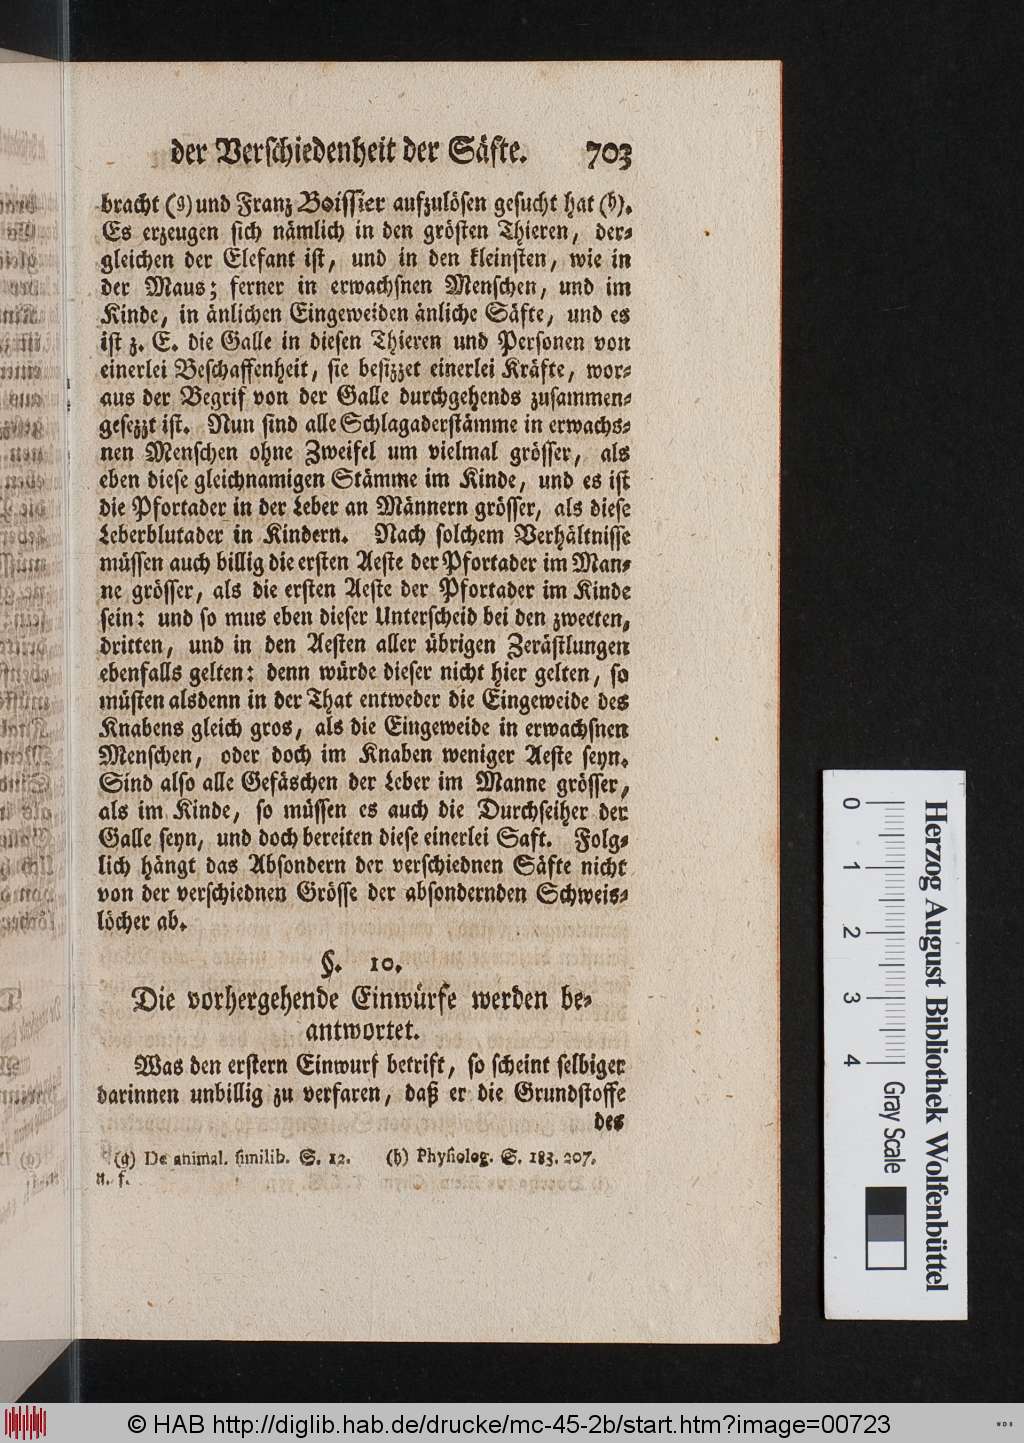 der Verschiedenheit der Säfte. 703
bracht (g) und Franz Boissier aufzulösen gesucht hat (h).
Es erzeugen sich nämlich in den grösten Thieren, der-
gleichen der Elefant ist, und in den kleinsten, wie in
der Maus; ferner in erwachsnen Menschen, und im
Kinde, in änlichen Eingeweiden änliche Säfte, und es
ist z. E. die Galle in diesen Thieren und Personen von
einerlei Beschaffenheit, sie besizzet einerlei Kräfte, wor-
aus der Begrif von der Galle durchgehends zusammen-
gesezzt ist. Nun sind alle Schlagaderstämme in erwachs-
nen Menschen ohne Zweifel um vielmal grösser, als
eben diese gleichnamigen Stämme im Kinde, und es ist
die Pfortader in der Leber an Männern grösser, als diese
Leberblutader in Kindern. Nach solchem Verhältnisse
müssen auch billig die ersten Aeste der Pfortader im Man-
ne grösser, als die ersten Aeste der Pfortader im Kinde
sein: und so mus eben dieser Unterscheid bei den zweeten,
dritten, und in den Aesten aller übrigen Zerästlungen
ebenfalls gelten: denn würde dieser nicht hier gelten, so
müsten alsdenn in der That entweder die Eingeweide des
Knabens gleich gros, als die Eingeweide in erwachsnen
Menschen, oder doch im Knaben weniger Aeste seyn.
Sind also alle Gefäschen der Leber im Manne grösser,
als im Kinde, so müssen es auch die Durchseiher der
Galle seyn, und doch bereiten diese einerlei Saft. Folg-
lich hängt das Absondern der verschiednen Säfte nicht
von der verschiednen Grösse der absondernden Schweis-
löcher ab.
§. 10.
Die vorhergehende Einwürfe werden be-
antwortet.
Was den erstern Einwurf betrift, so scheint selbiger
darinnen unbillig zu verfaren, daß er die Grundstoffe
des
(g) De animal. similib. S. 12. (h) Physiolog. S. 183. 207.
u. f.
Herzog August Bibliothek Wolfenbüttel
0 1 2 3 4 Gray Scale
© HAB http://diglib.hab.de/drucke/mc-45-2b/start.htm?image=00723